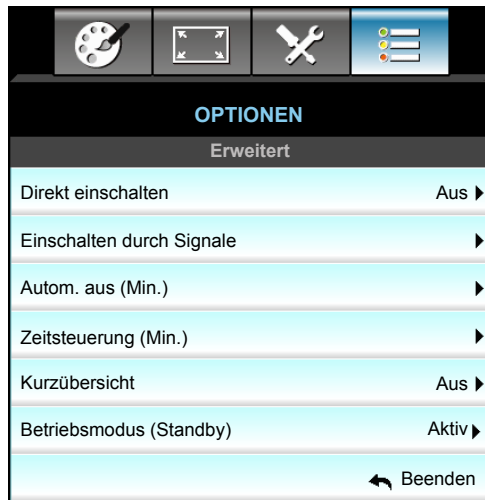 OPTIONEN
Erweitert
Direkt einschalten Aus
Einschalten durch Signale
Autom. aus (Min.)
Zeitsteuerung (Min.)
Kurzübersicht Aus
Betriebsmodus (Standby) Aktiv
Beenden